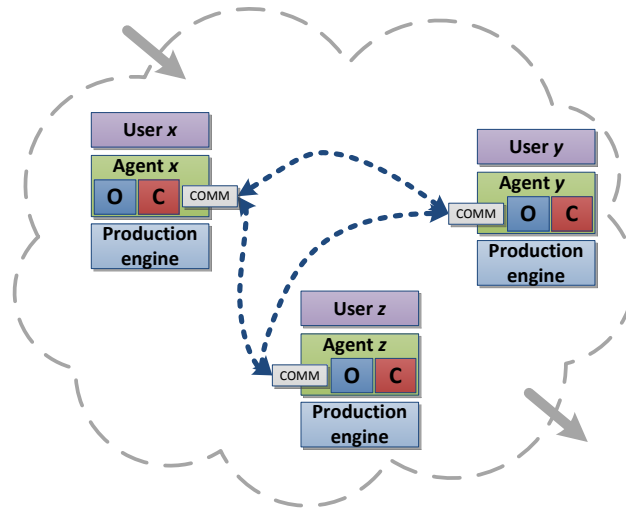 User x
Agent x
O C COMM
Production
engine
User y
Agent y
COMM O C
Production
engine
User z
Agent z
COMM O C
Production
engine